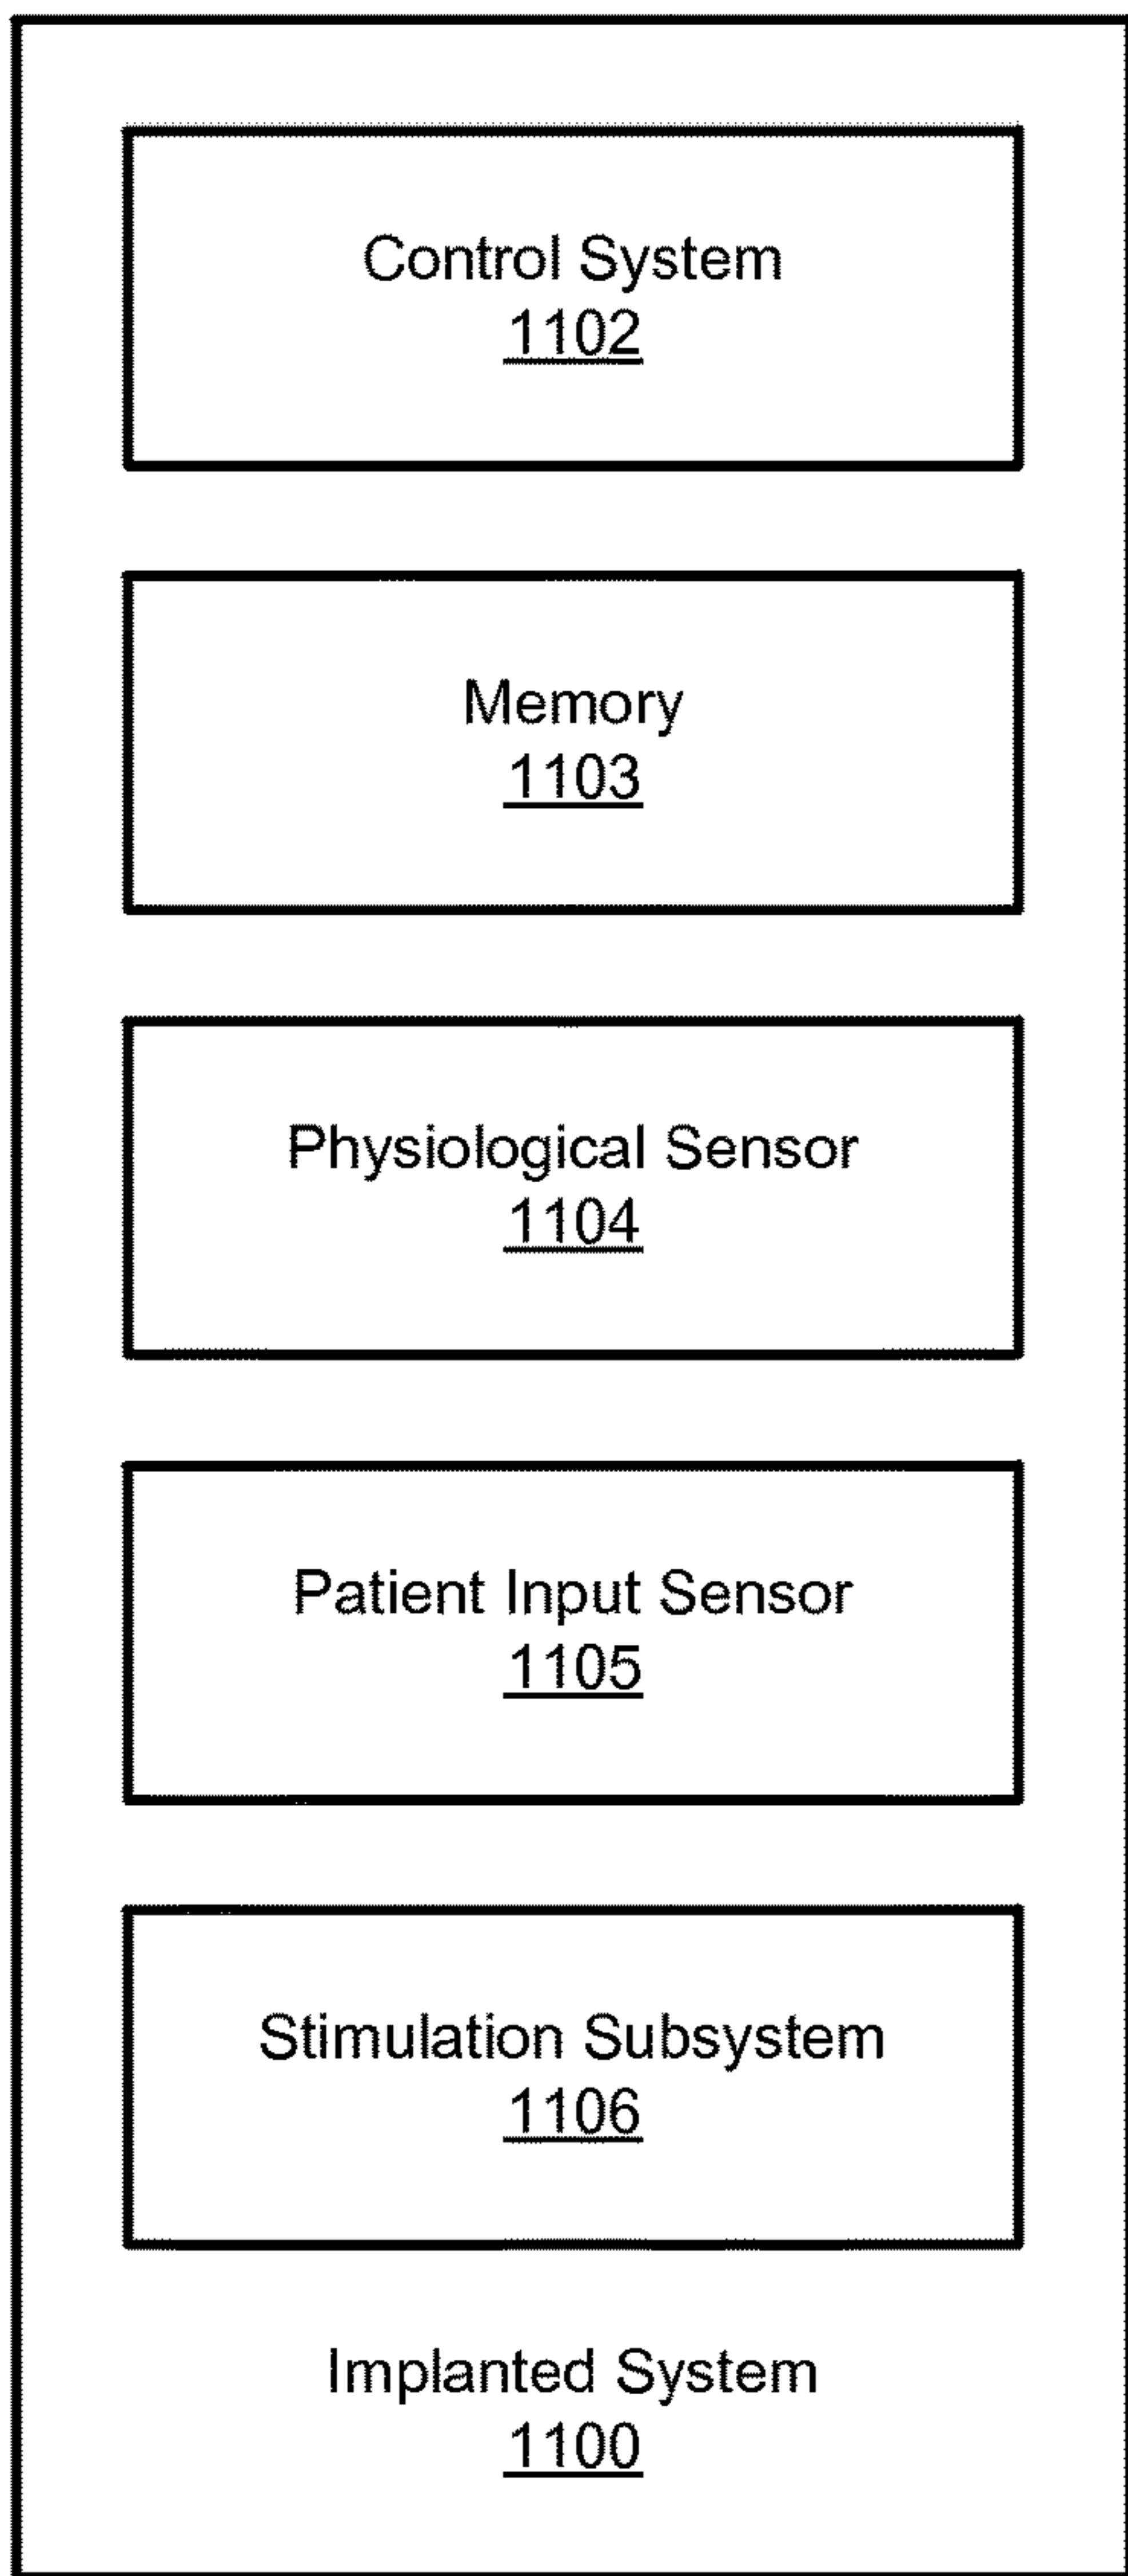 Control System
1102
Memory
1103
Physiological Sensor
1104
Patient Input Sensor
1105
Stimulation Subsystem
1106
Implanted System
1100